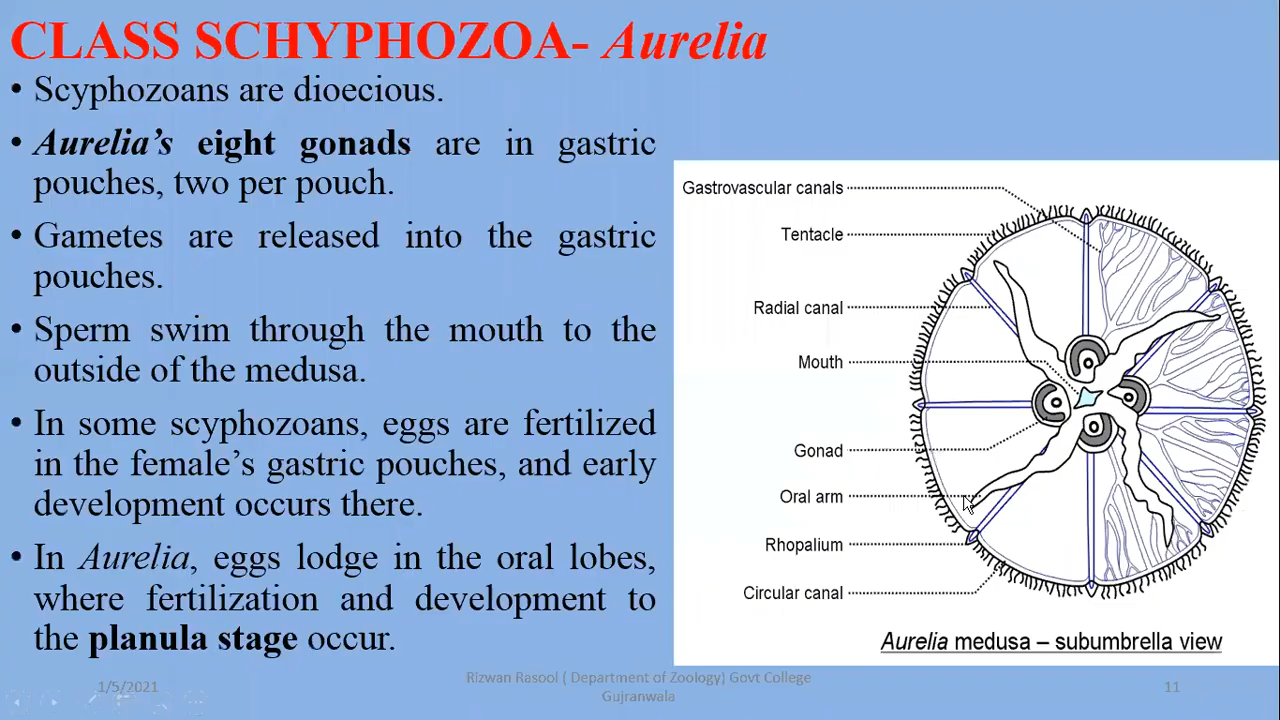 CLASS SCHYPHOZOA- Aurelia
• Scyphozoans are dioecious.
• Aurelia’s eight gonads are in gastric
pouches, two per pouch.
• Gametes are released into the gastric
pouches.
• Sperm swim through the mouth to the
outside of the medusa.
• In some scyphozoans, eggs are fertilized
in the female’s gastric pouches, and early
development occurs there.
• In Aurelia, eggs lodge in the oral lobes,
where fertilization and development to
the planula stage occur.
Gastrovascular canals
Tentacle
Radial canal
Mouth
Gonad
Oral arm
Rhopalium
Circular canal
Aurelia medusa – subumbrella view
1/5/2021
Rizwan Rasool ( Department of Zoology) Govt College
Gujranwala
11